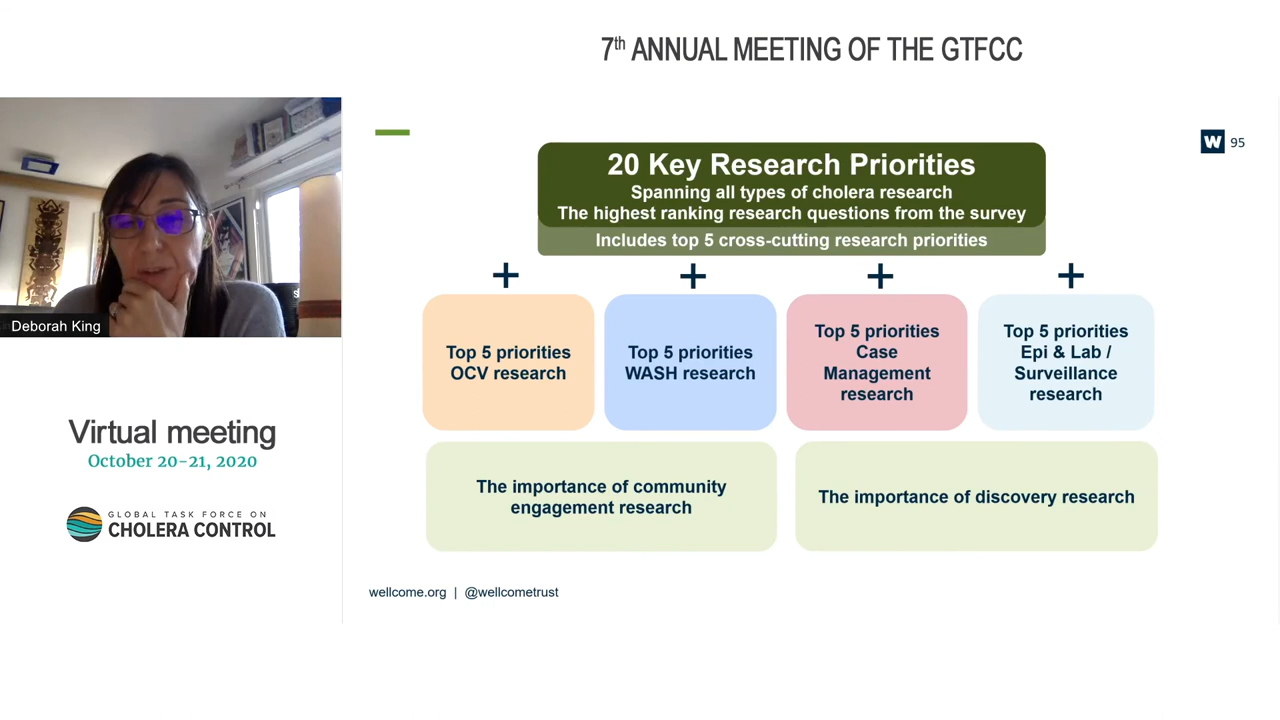 7th ANNUAL MEETING OF THE GTFCC
W 95
20 Key Research Priorities
Spanning all types of cholera research
The highest ranking research questions from the survey
Includes top 5 cross-cutting research priorities
+ + + +
Top 5 priorities
OCV research
Top 5 priorities
WASH research
Top 5 priorities
Case
Management
research
Top 5 priorities
Epi & Lab /
Surveillance
research
The importance of community
engagement research
The importance of discovery research
wellcome.org | @wellcometrust
Deborah King
Virtual meeting
October 20-21, 2020
GLOBAL TASK FORCE ON
CHOLERA CONTROL